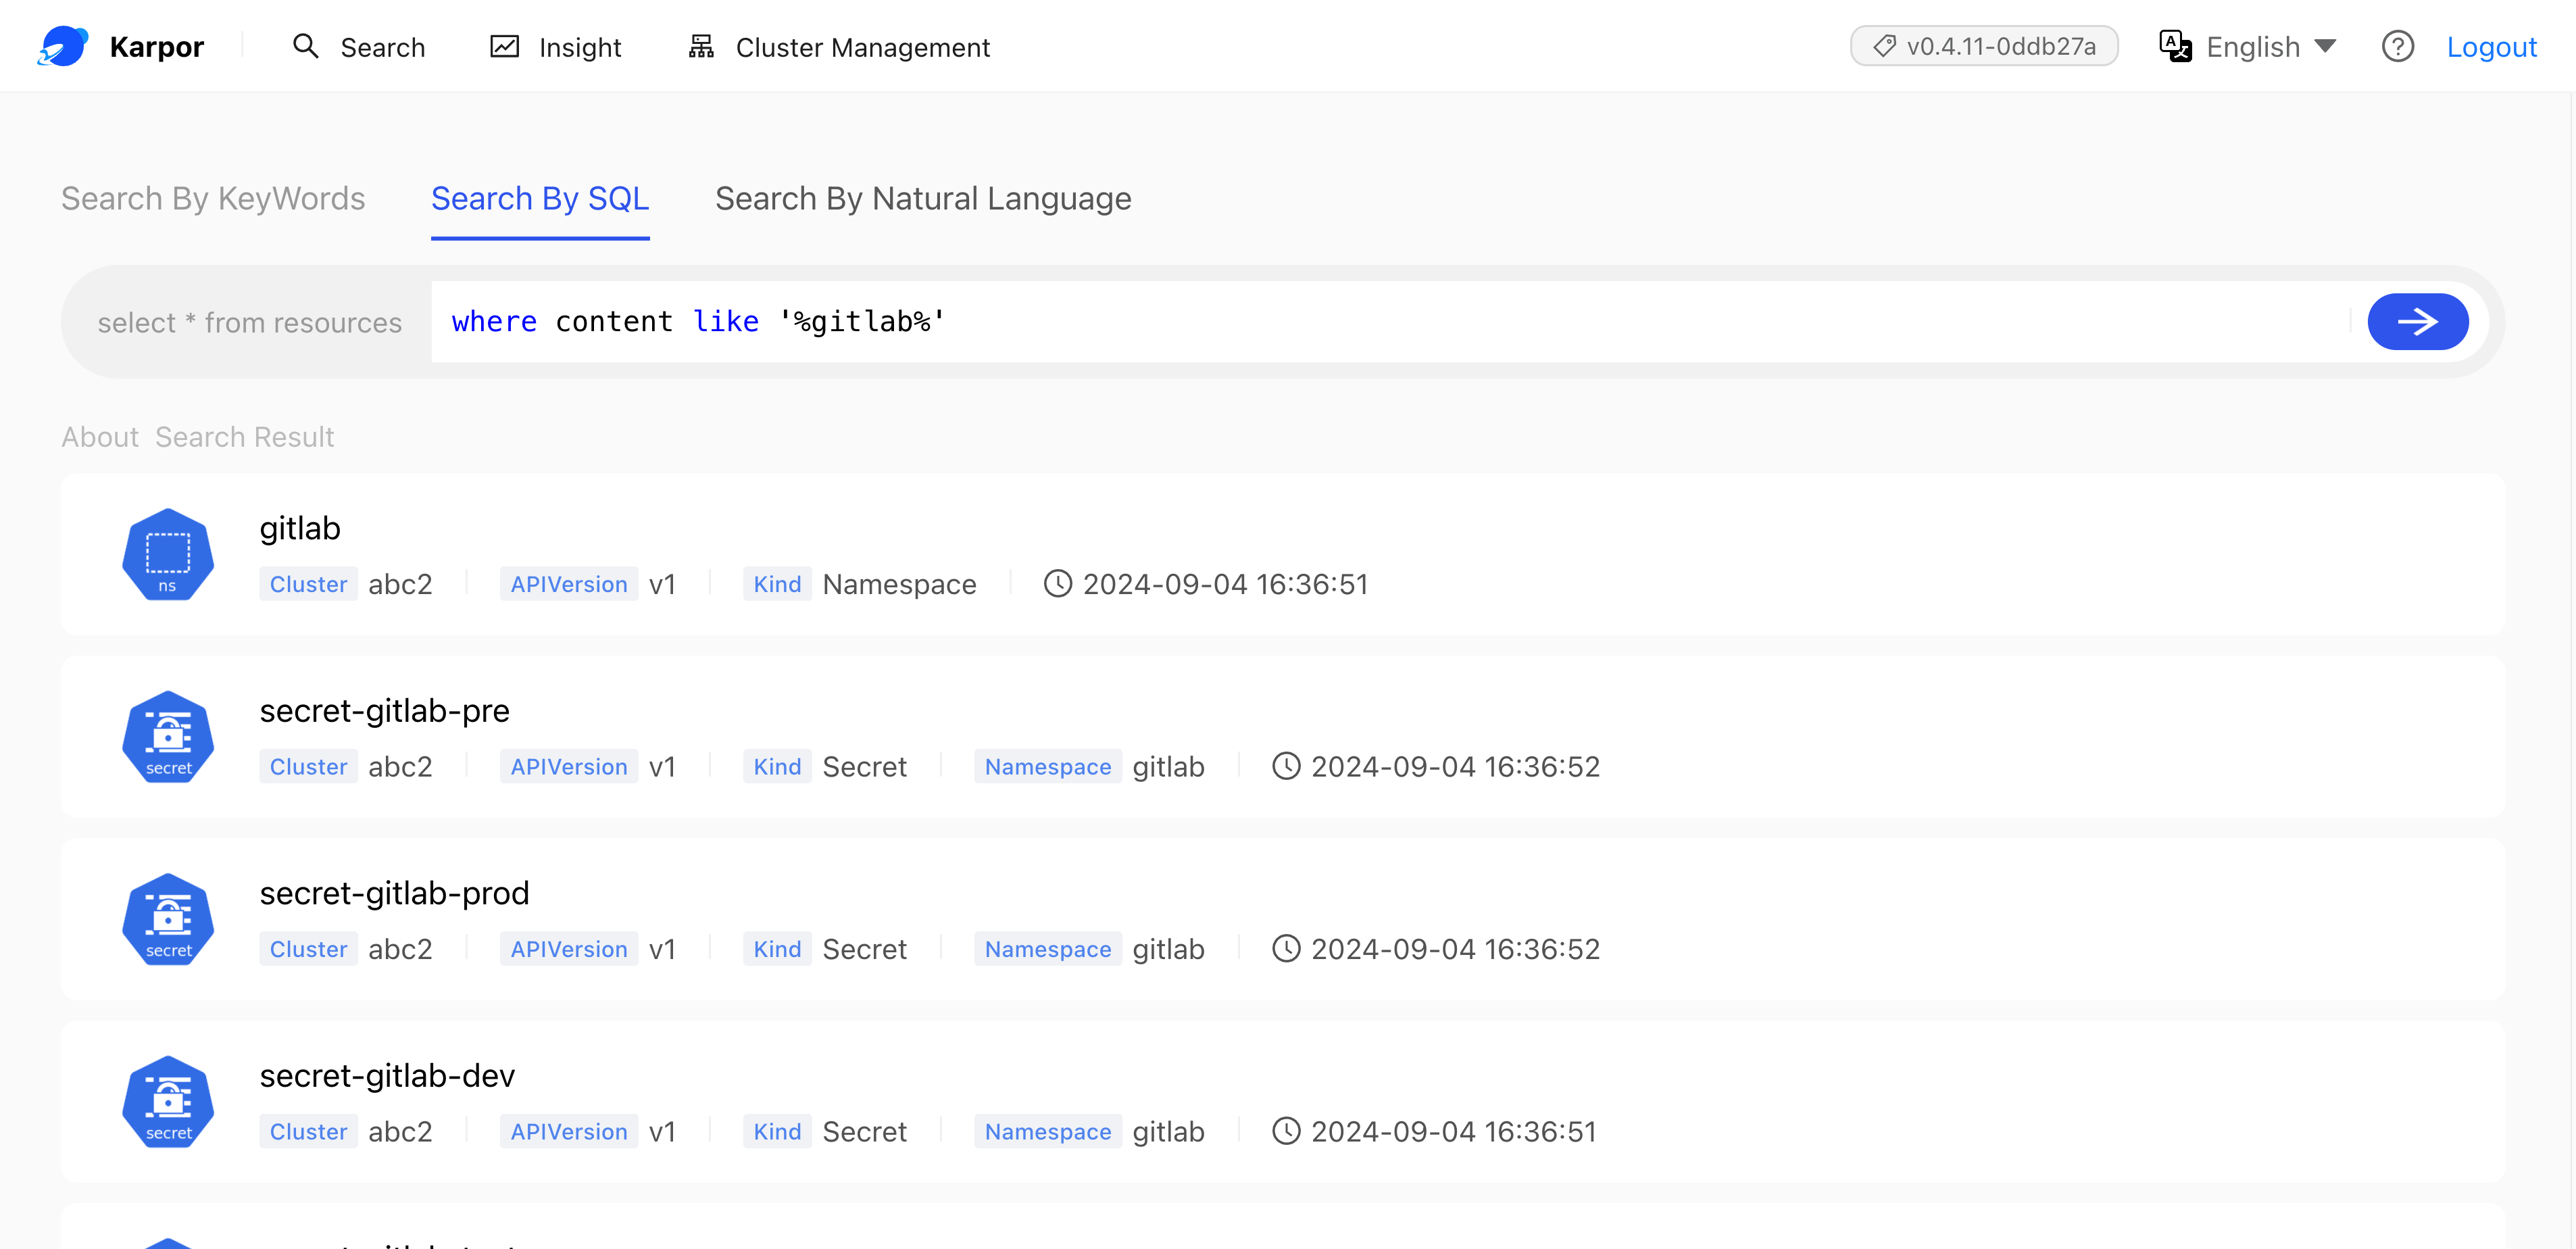 Karpor Search Insight Cluster Management v0.4.11-0ddb27a English Logout
Search By KeyWords Search By SQL Search By Natural Language
select * from resources where content like '%gitlab%'
About Search Result
gitlab
ns
Cluster abc2 APIVersion v1 Kind Namespace 2024-09-04 16:36:51
secret-gitlab-pre
secret
Cluster abc2 APIVersion v1 Kind Secret Namespace gitlab 2024-09-04 16:36:52
secret-gitlab-prod
secret
Cluster abc2 APIVersion v1 Kind Secret Namespace gitlab 2024-09-04 16:36:52
secret-gitlab-dev
secret
Cluster abc2 APIVersion v1 Kind Secret Namespace gitlab 2024-09-04 16:36:51